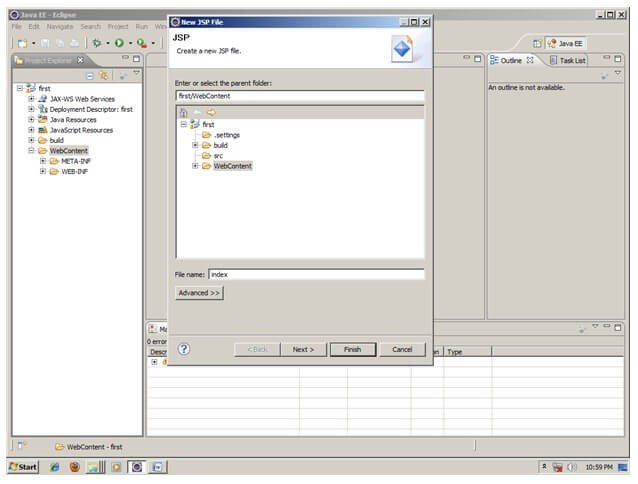 Java EE - Eclipse
File Edit Navigate Search Project Run
New JSP File
JSP
Create a new JSP file.
Java EE
Project Explorer
Outline
Task List
An outline is not available.
first
JAX-WS Web Services
Deployment Descriptor: first
Java Resources
JavaScript Resources
build
WebContent
META-INF
WEB-INF
Enter or select the parent folder:
first/WebContent
first
.settings
build
src
WebContent
File name: index
Advanced >>
< Back
Next >
Finish
Cancel
0 error
Type
WebContent - first
Start
10:59 PM